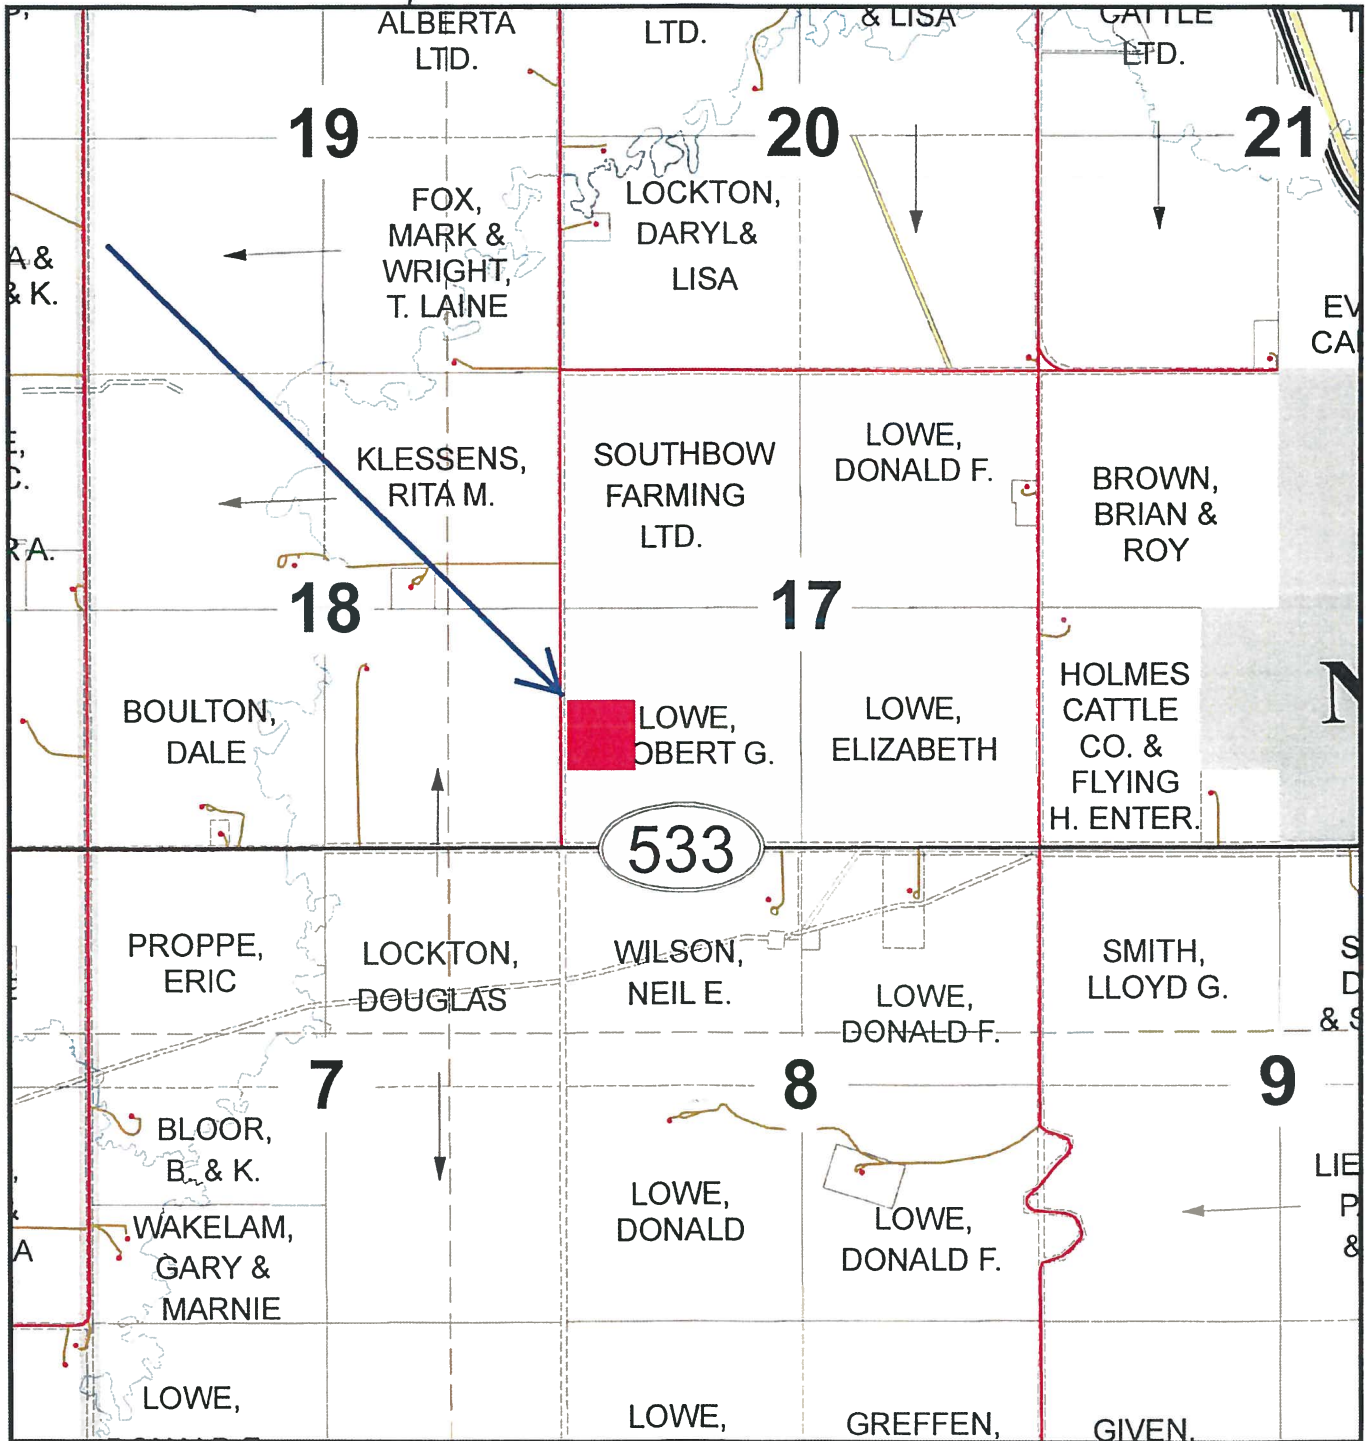 ALBERTA
LTD.
LTD.
& LISA
CATTLE
LTD.
19
20
21
FOX,
MARK &
WRIGHT,
T. LAINE
LOCKTON,
DARYL&
LISA
A &
& K.
EV
CA
KLESSENS,
RITA M.
SOUTHBOW
FARMING
LTD.
LOWE,
DONALD F.
BROWN,
BRIAN &
ROY
E,
C.
R A.
18
17
BOULTON,
DALE
LOWE,
OBERT G.
LOWE,
ELIZABETH
HOLMES
CATTLE
CO. &
FLYING
H. ENTER.
N
533
PROPPE,
ERIC
LOCKTON,
DOUGLAS
WILSON,
NEIL E.
LOWE,
DONALD F.
SMITH,
LLOYD G.
S
D
& S
E
7
8
9
BLOOR,
B. & K.
WAKELAM,
GARY &
MARNIE
LOWE,
DONALD
LOWE,
DONALD F.
LIE
P
&
A
LOWE,
LOWE,
GREFFEN,
GIVEN.